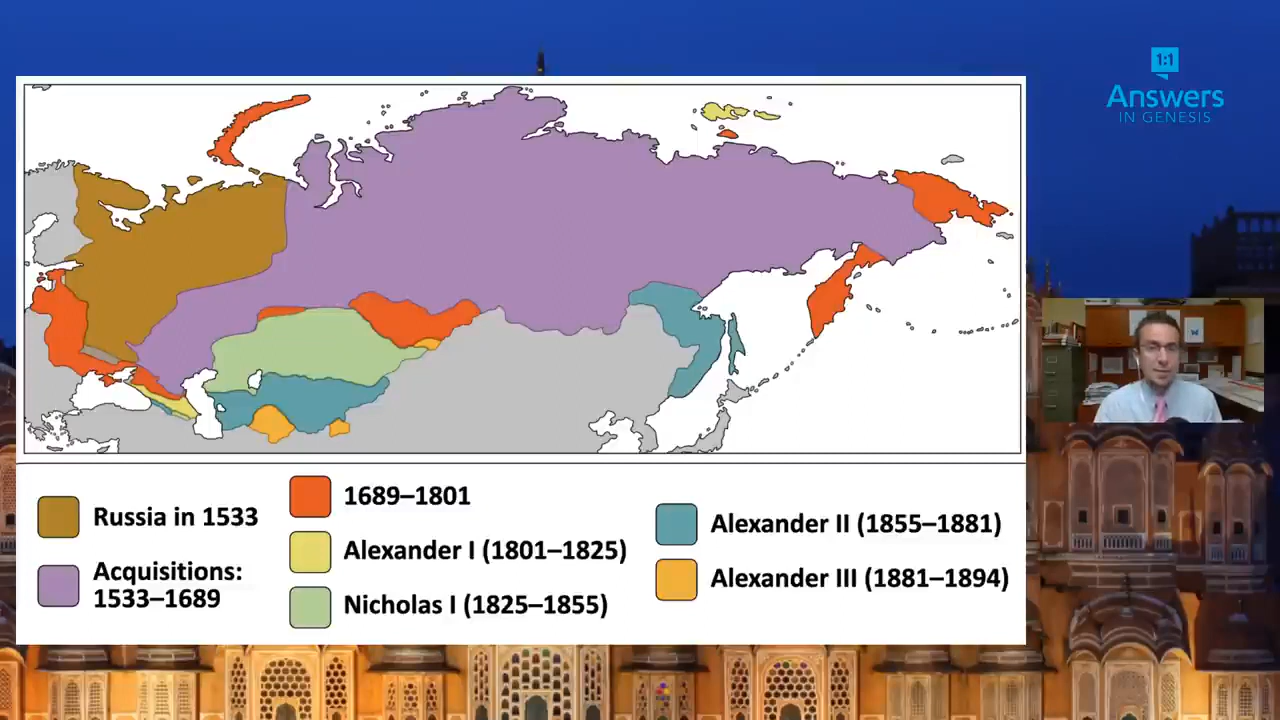 1:1
Answers
IN GENESIS
Russia in 1533
Acquisitions:
1533–1689
1689–1801
Alexander I (1801–1825)
Nicholas I (1825–1855)
Alexander II (1855–1881)
Alexander III (1881–1894)